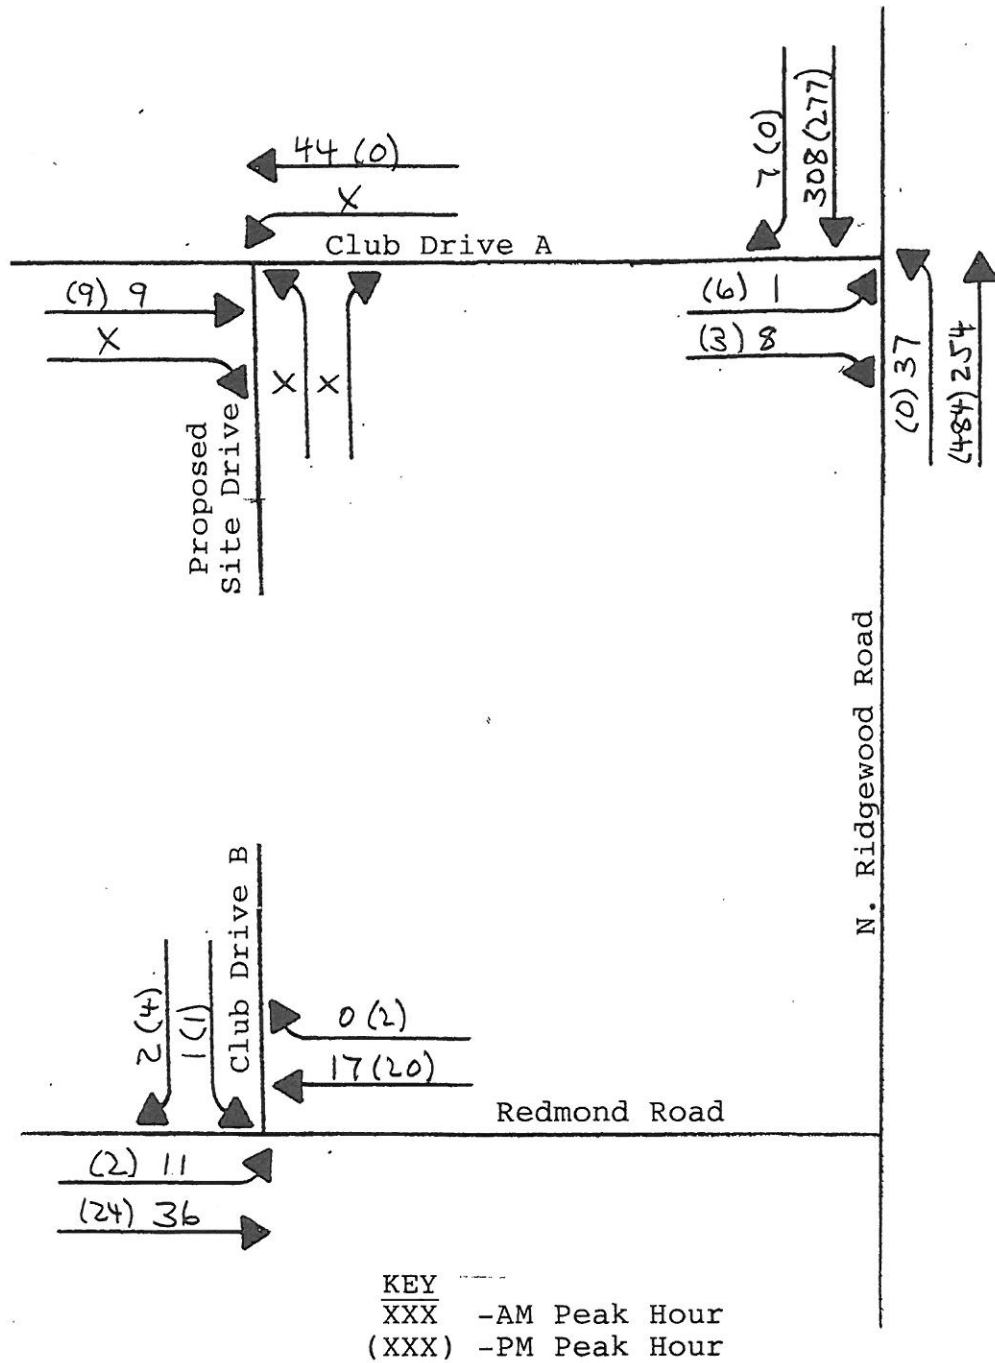 7 (0)
308 (277)
44 (0)
X
Club Drive A
(9) 9
X
X
X
(6) 1
(3) 8
(0) 37
(484) 254
Proposed
Site Drive
N. Ridgewood Road
Club Drive B
2 (4)
1 (1)
0 (2)
17 (20)
Redmond Road
(2) 11
(24) 36
KEY
XXX -AM Peak Hour
(XXX) -PM Peak Hour